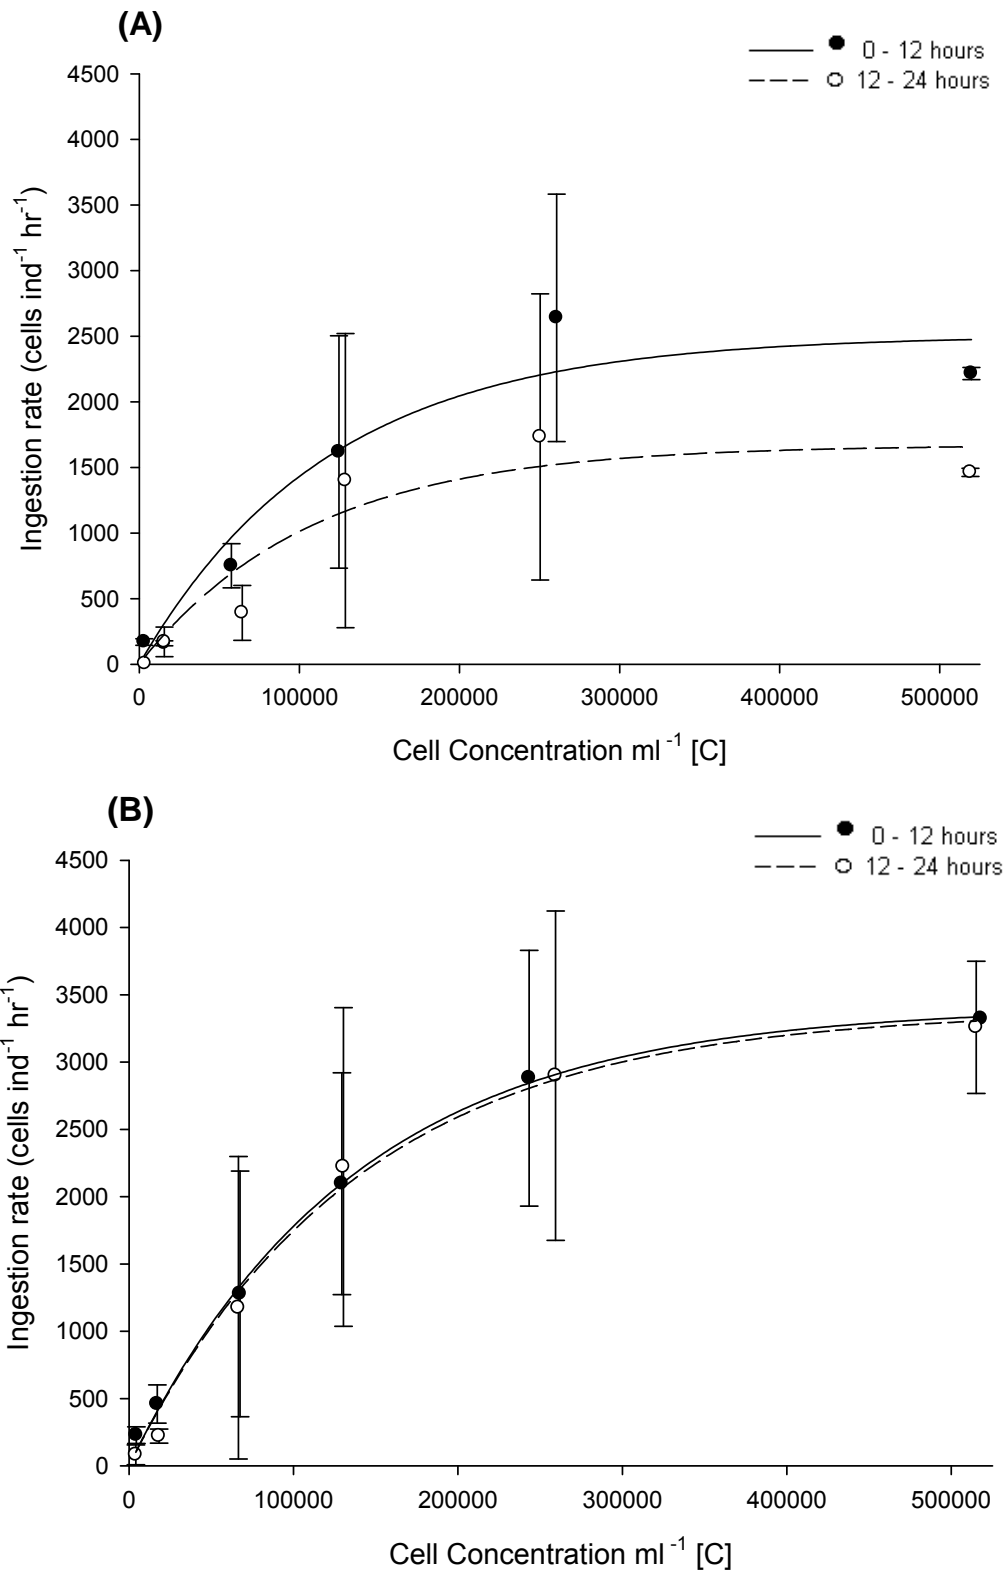 (A)
0 - 12 hours
12 - 24 hours
4500
4000
3500
3000
2500
2000
1500
1000
500
0
Ingestion rate (cells ind⁻¹ hr⁻¹)
0 100000 200000 300000 400000 500000
Cell Concentration ml ⁻¹ [C]
(B)
0 - 12 hours
12 - 24 hours
4500
4000
3500
3000
2500
2000
1500
1000
500
0
Ingestion rate (cells ind⁻¹ hr⁻¹)
0 100000 200000 300000 400000 500000
Cell Concentration ml ⁻¹ [C]